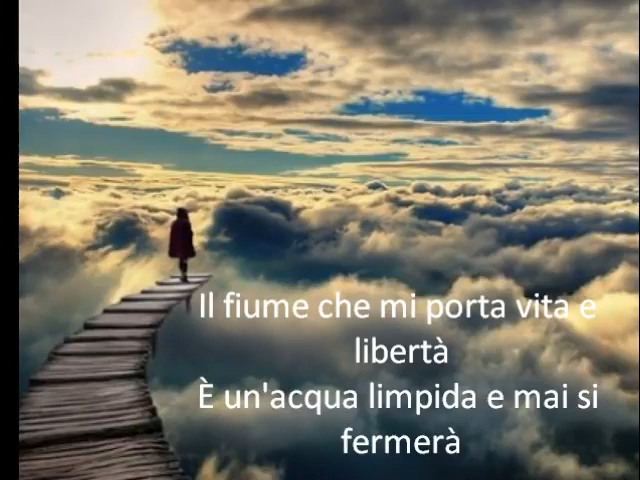 Il fiume che mi porta vita e
libertà
È un'acqua limpida e mai si
fermerà